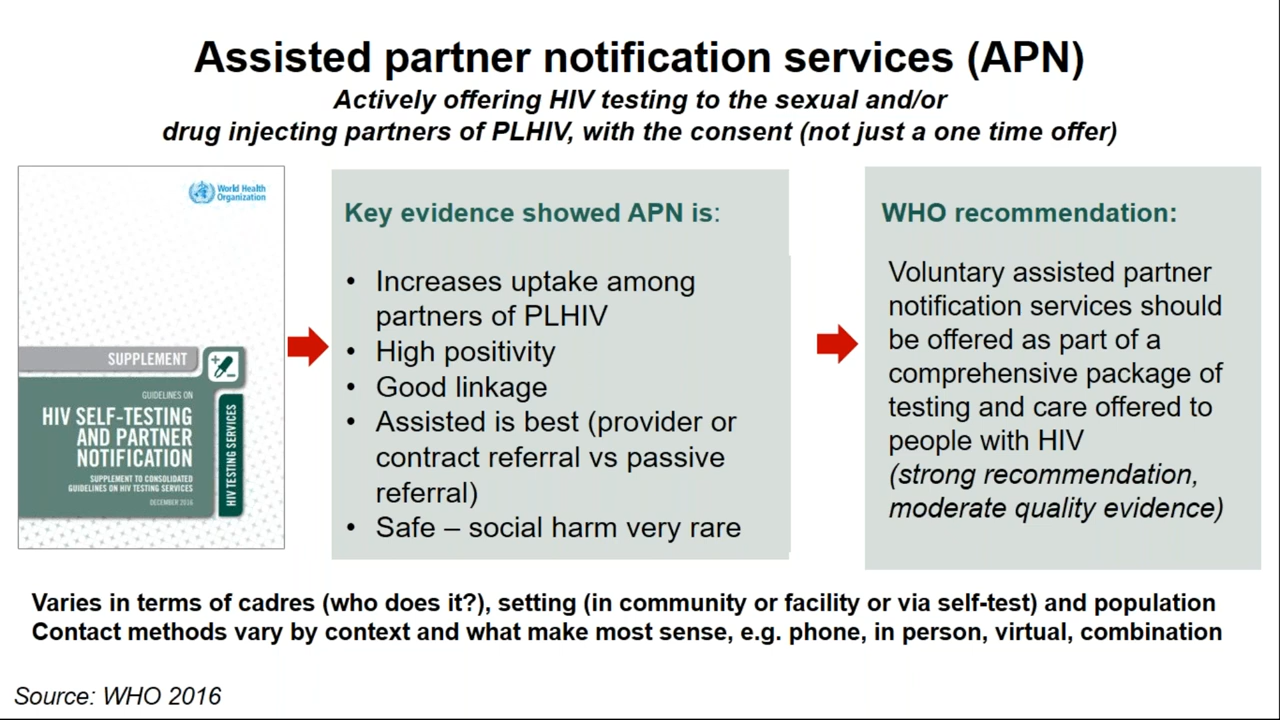 Assisted partner notification services (APN)
Actively offering HIV testing to the sexual and/or
drug injecting partners of PLHIV, with the consent (not just a one time offer)
World Health
Organization
SUPPLEMENT
GUIDELINES ON
HIV SELF-TESTING
AND PARTNER
NOTIFICATION
SUPPLEMENT TO CONSOLIDATED
GUIDELINES ON HIV TESTING SERVICES
DECEMBER 2016
HIV TESTING SERVICES
Key evidence showed APN is:
• Increases uptake among
partners of PLHIV
• High positivity
• Good linkage
• Assisted is best (provider or
contract referral vs passive
referral)
• Safe – social harm very rare
WHO recommendation:
Voluntary assisted partner
notification services should
be offered as part of a
comprehensive package of
testing and care offered to
people with HIV
(strong recommendation,
moderate quality evidence)
Varies in terms of cadres (who does it?), setting (in community or facility or via self-test) and population
Contact methods vary by context and what make most sense, e.g. phone, in person, virtual, combination
Source: WHO 2016